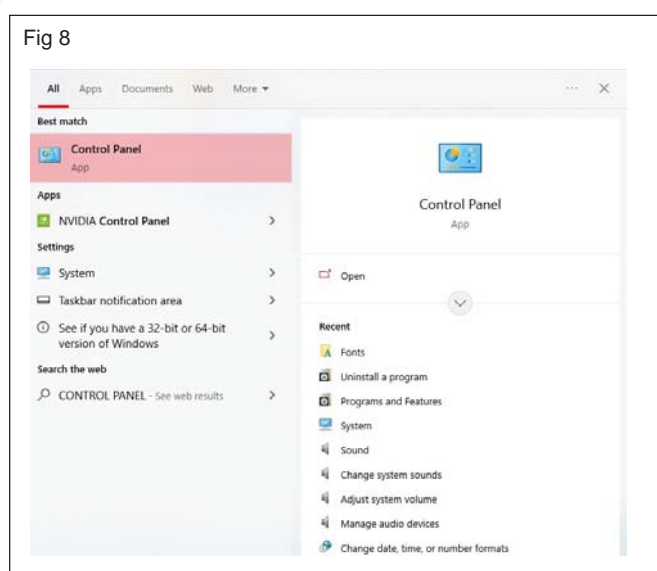 Fig 8
All Apps Documents Web More
Best match
Control Panel
App
Apps
NVIDIA Control Panel
Settings
System
Taskbar notification area
See if you have a 32-bit or 64-bit
version of Windows
Search the web
CONTROL PANEL - See web results
Control Panel
App
Open
Recent
Fonts
Uninstall a program
Programs and Features
System
Sound
Change system sounds
Adjust system volume
Manage audio devices
Change date, time, or number formats